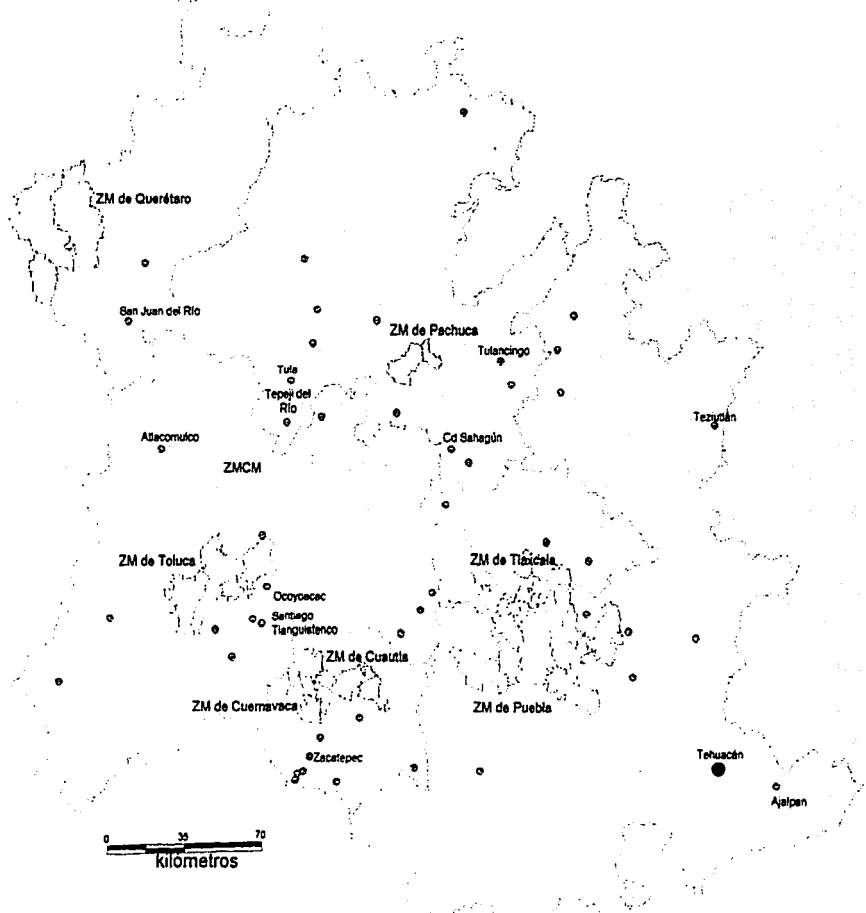 ZM de Querétaro
San Juan del Río
ZM de Pachuca
Tulancingo
Tula
Tepeji del
Río
Teziutlán
Atlacomulco
Cd Sahagún
ZMCM
ZM de Toluca
ZM de Tlaxcala
Ocoyoacac
Santiago
Tianguistenco
ZM de Cuautla
ZM de Cuernavaca
ZM de Puebla
Zacatepec
Tehuacán
Ajalpan
0 35 70
kilómetros